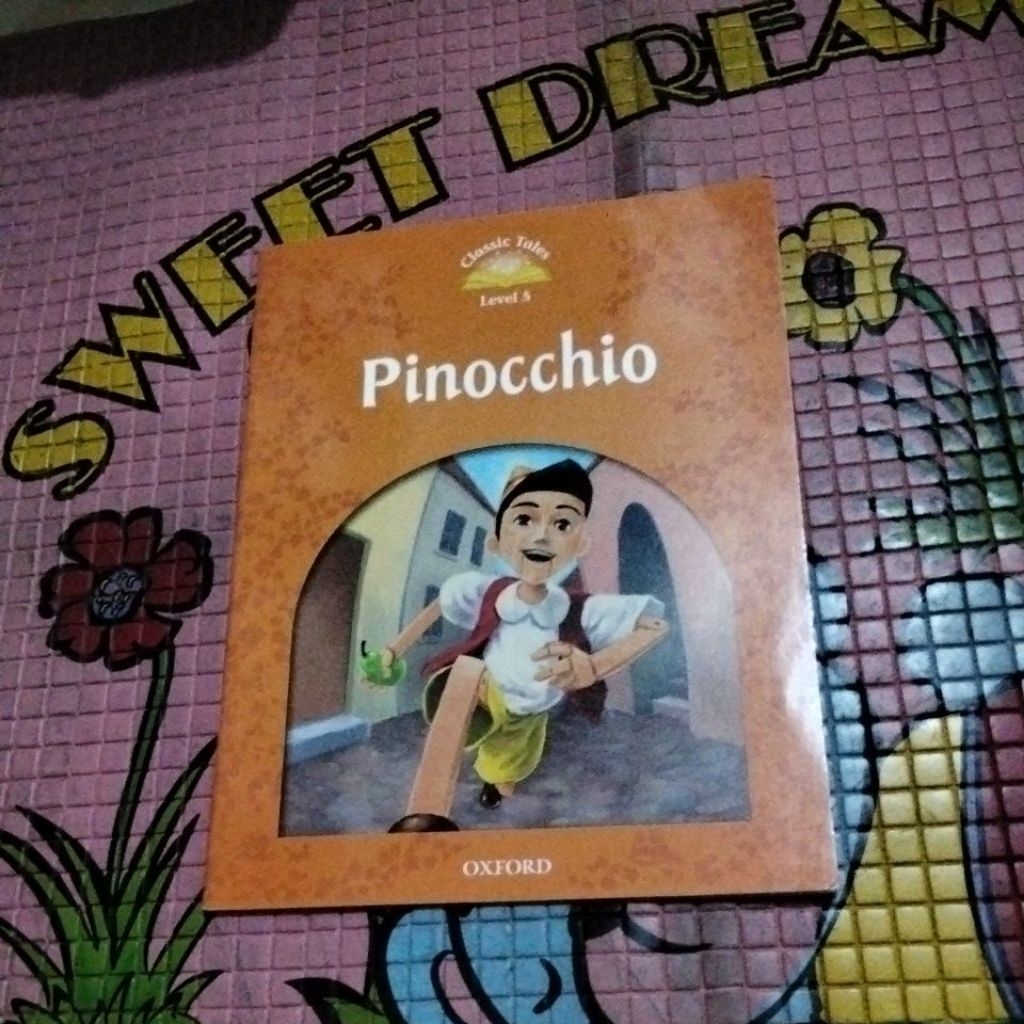 SWEET DREAM
Classic Tales
Level 5
Pinocchio
OXFORD